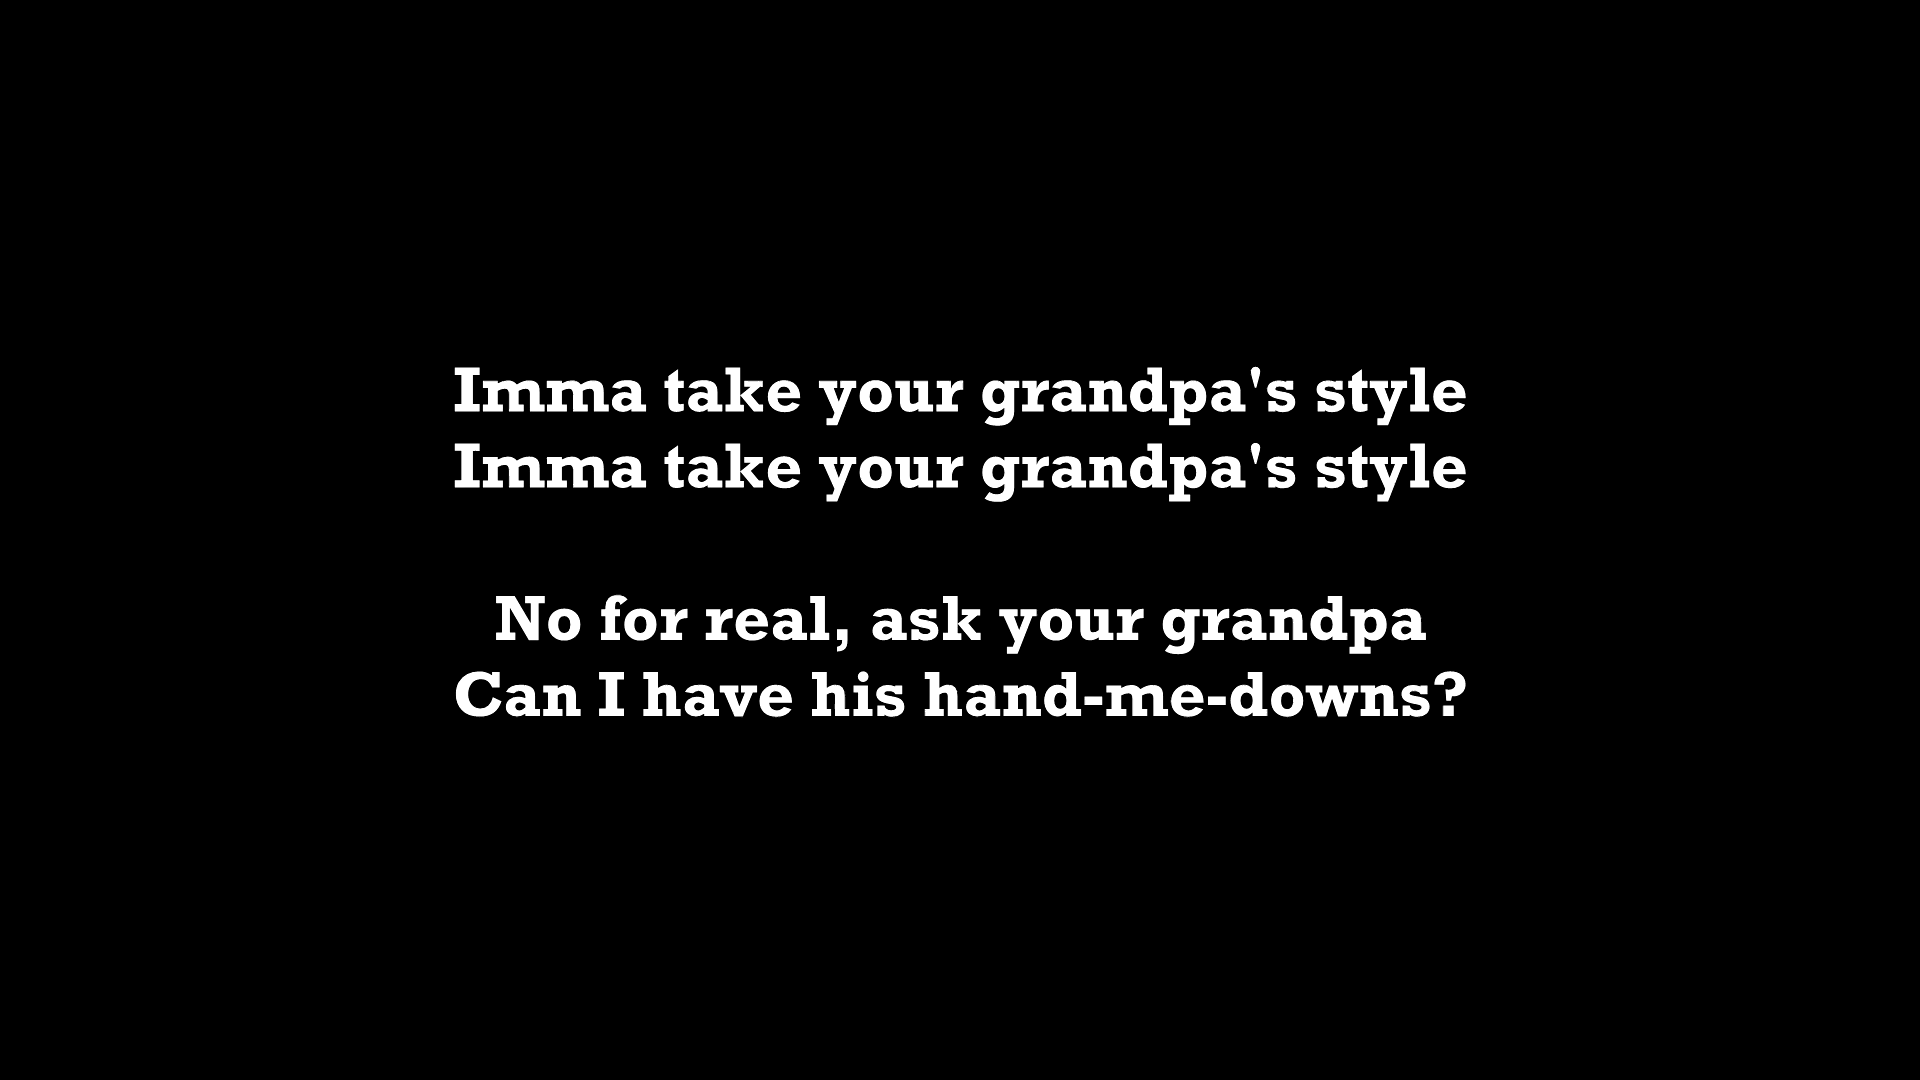 Imma take your grandpa's style
Imma take your grandpa's style
No for real, ask your grandpa
Can I have his hand-me-downs?